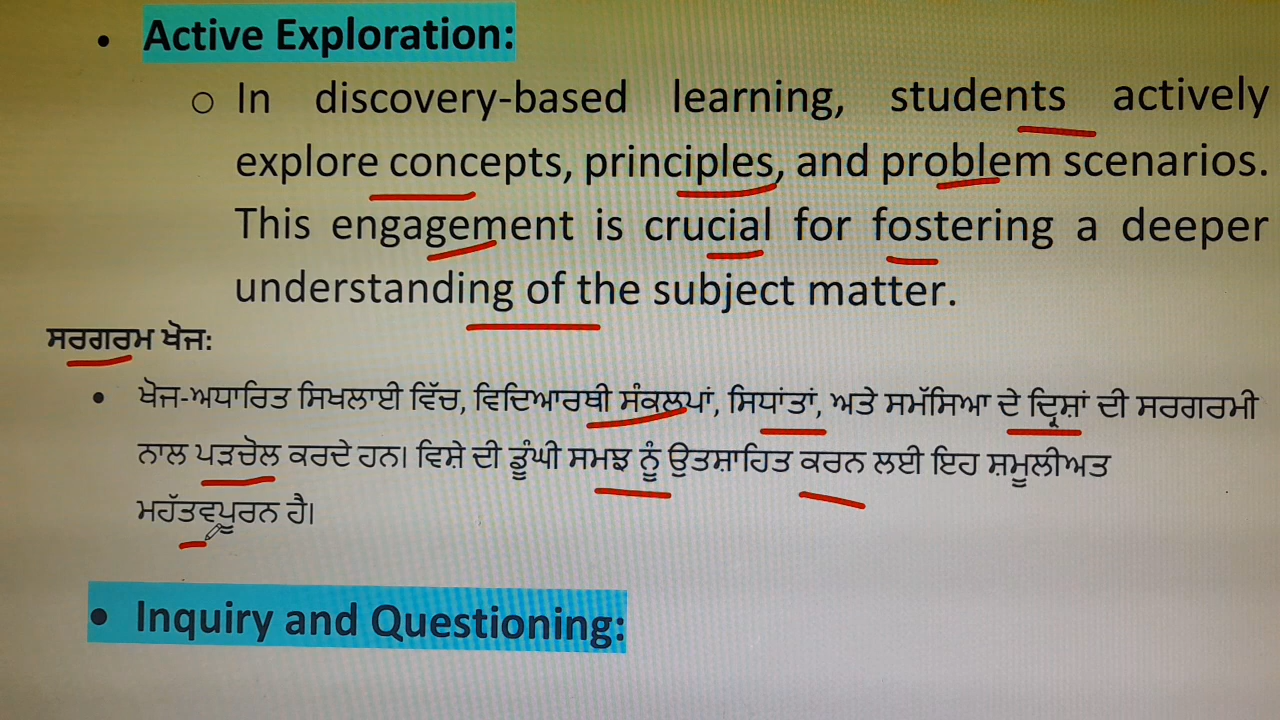 • Active Exploration:
○ In discovery-based learning, students actively
explore concepts, principles, and problem scenarios.
This engagement is crucial for fostering a deeper
understanding of the subject matter.
ਸਰਗਰਮ ਖੋਜ:
• ਖੋਜ-ਅਧਾਰਿਤ ਸਿਖਲਾਈ ਵਿੱਚ, ਵਿਦਿਆਰਥੀ ਸੰਕਲਪਾਂ, ਸਿਧਾਂਤਾਂ, ਅਤੇ ਸਮੱਸਿਆ ਦੇ ਦ੍ਰਿਸ਼ਾਂ ਦੀ ਸਰਗਰਮੀ
ਨਾਲ ਪੜਚੋਲ ਕਰਦੇ ਹਨ। ਵਿਸ਼ੇ ਦੀ ਡੂੰਘੀ ਸਮਝ ਨੂੰ ਉਤਸ਼ਾਹਿਤ ਕਰਨ ਲਈ ਇਹ ਸ਼ਮੂਲੀਅਤ
ਮਹੱਤਵਪੂਰਨ ਹੈ।
• Inquiry and Questioning: